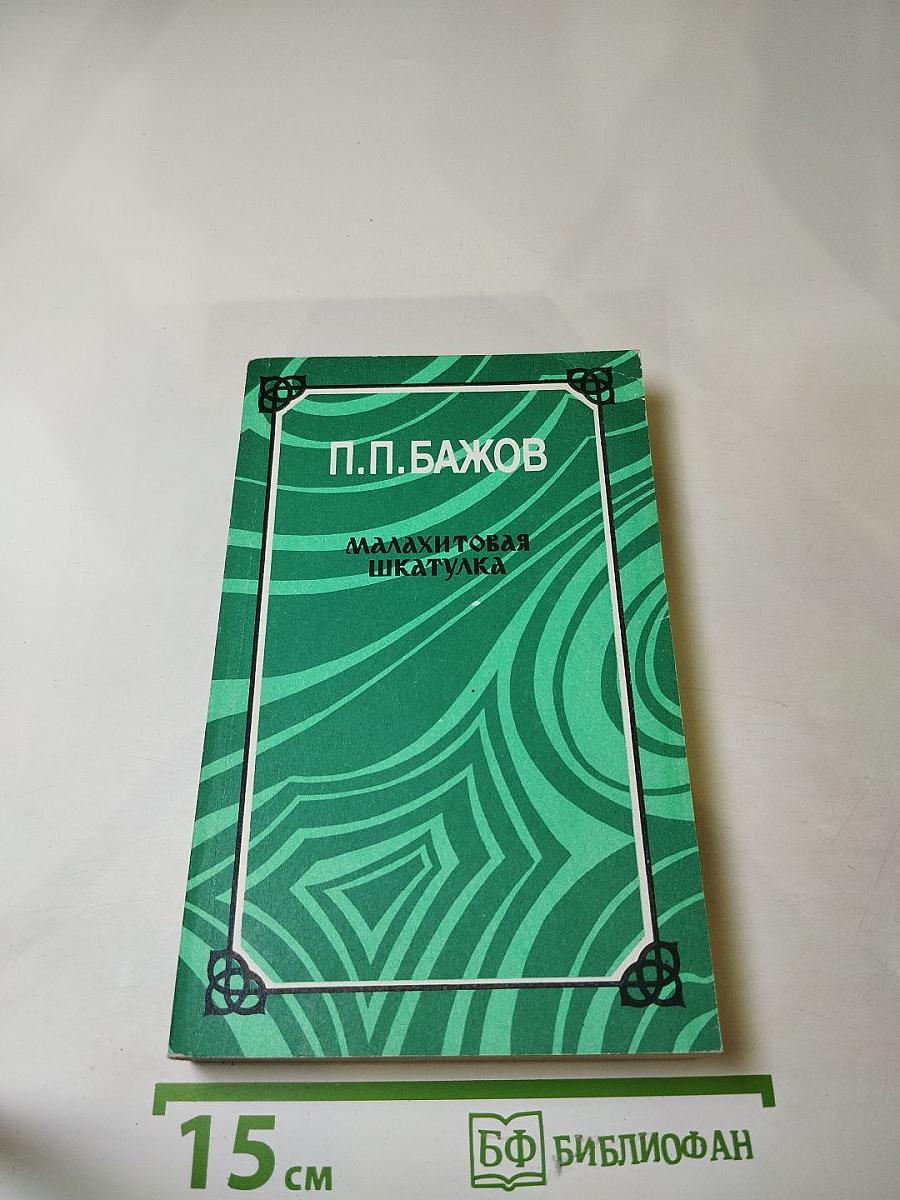 П.П.БАЖОВ
МАЛАХИТОВАЯ
ШКАТУЛКА
15 см
БФ БИБЛИОФАН